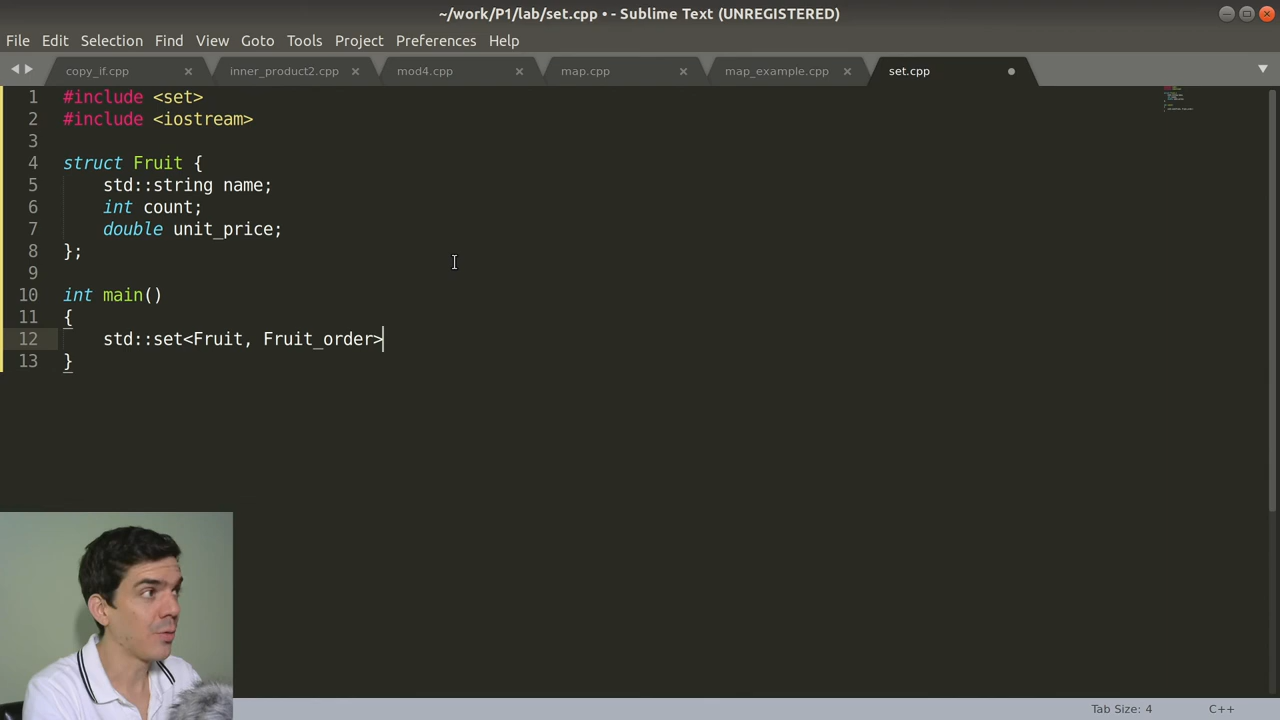 ~/work/P1/lab/set.cpp • - Sublime Text (UNREGISTERED)
File Edit Selection Find View Goto Tools Project Preferences Help
copy_if.cpp inner_product2.cpp mod4.cpp map.cpp map_example.cpp set.cpp
1 #include <set>
2 #include <iostream>
3
4 struct Fruit {
5 std::string name;
6 int count;
7 double unit_price;
8 };
9
10 int main()
11 {
12 std::set<Fruit, Fruit_order>
13 }
Tab Size: 4 C++